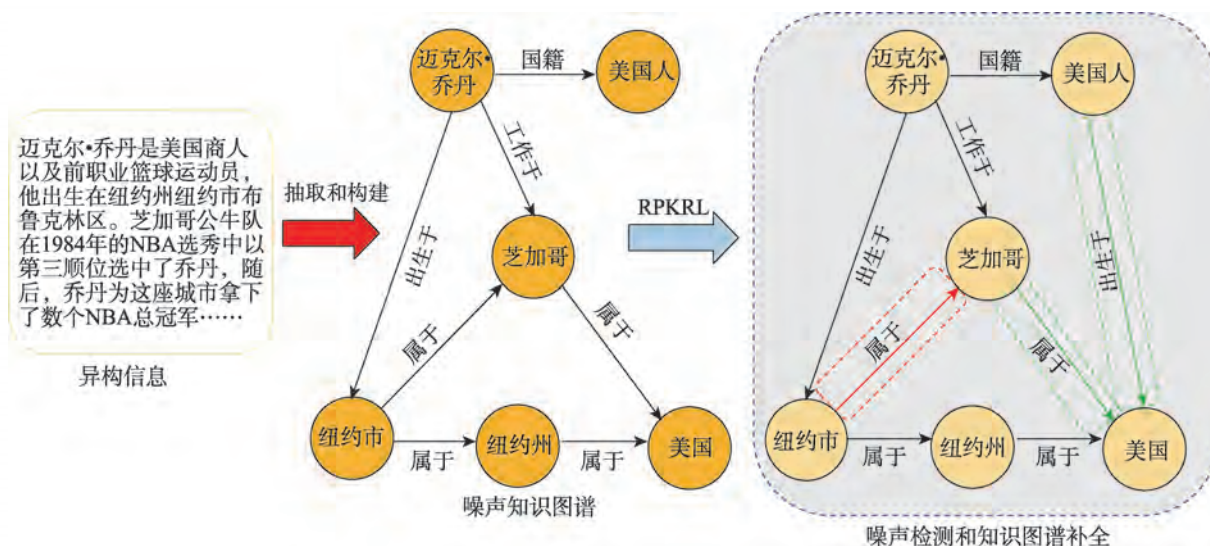 迈克尔•乔丹是美国商人
以及前职业篮球运动员，
他出生在纽约州纽约市布
鲁克林区。芝加哥公牛队
在1984年的NBA选秀中以
第三顺位选中了乔丹，随
后，乔丹为这座城市拿下
了数个NBA总冠军……
异构信息
抽取和构建
迈克尔•
乔丹
国籍
美国人
工作于
出生于
芝加哥
属于
属于
纽约市
属于
纽约州
属于
美国
噪声知识图谱
RPKRL
迈克尔•
乔丹
国籍
美国人
工作于
出生于
出生于
芝加哥
属于
属于
纽约市
属于
纽约州
属于
美国
噪声检测和知识图谱补全